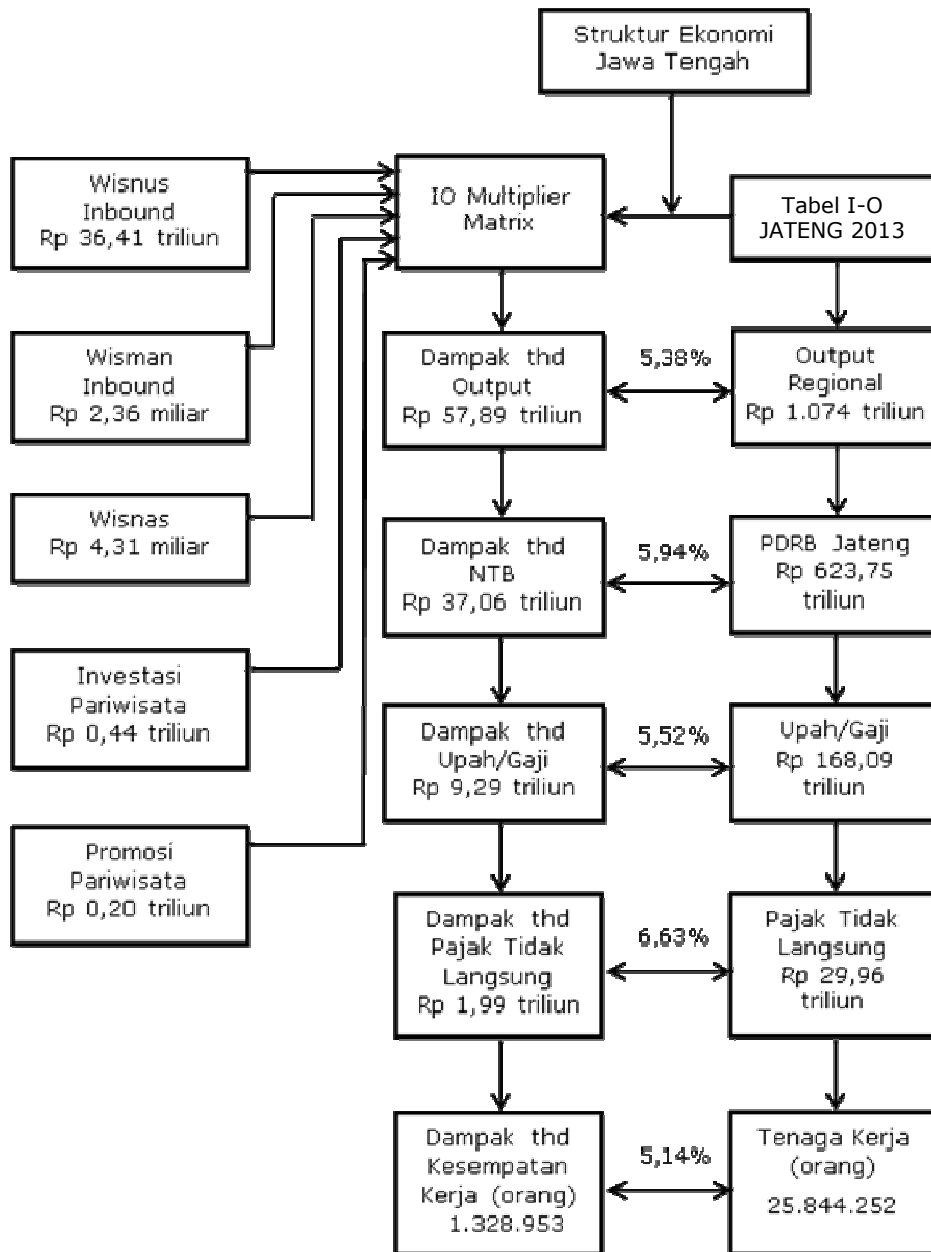 Struktur Ekonomi
Jawa Tengah
Wisnus
Inbound
Rp 36,41 triliun
IO Multiplier
Matrix
Tabel I-O
JATENG 2013
Wisman
Inbound
Rp 2,36 miliar
Dampak thd
Output
Rp 57,89 triliun
5,38%
Output
Regional
Rp 1.074 triliun
Wisnas
Rp 4,31 miliar
Dampak thd
NTB
Rp 37,06 triliun
5,94%
PDRB Jateng
Rp 623,75
triliun
Investasi
Pariwisata
Rp 0,44 triliun
Dampak thd
Upah/Gaji
Rp 9,29 triliun
5,52%
Upah/Gaji
Rp 168,09
triliun
Promosi
Pariwisata
Rp 0,20 triliun
Dampak thd
Pajak Tidak
Langsung
Rp 1,99 triliun
6,63%
Pajak Tidak
Langsung
Rp 29,96
triliun
Dampak thd
Kesempatan
Kerja (orang)
1.328.953
5,14%
Tenaga Kerja
(orang)
25.844.252